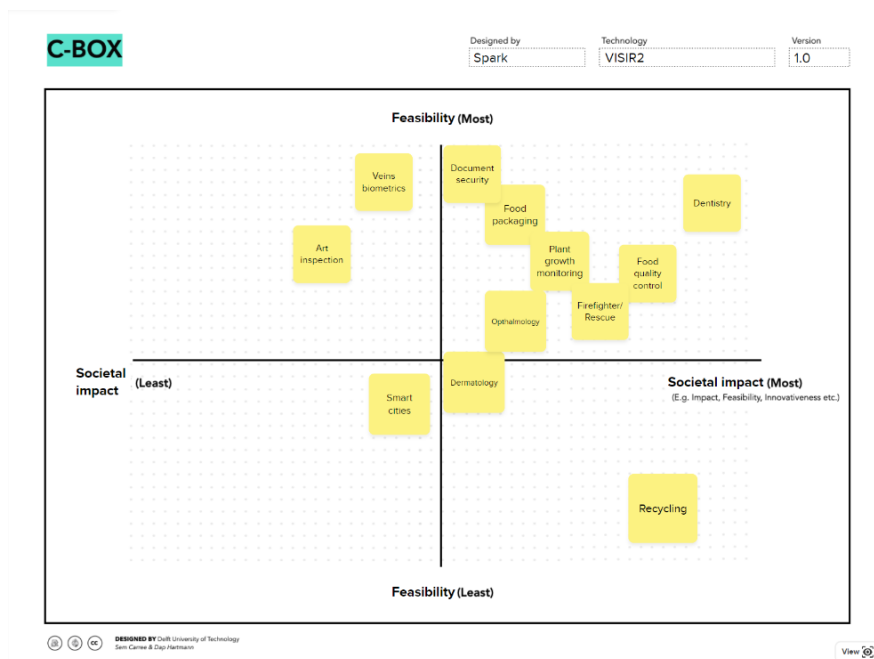 C-BOX
Designed by
Spark
Technology
VISIR2
Version
1.0
Feasibility (Most)
Veins
biometrics
Document
security
Food
packaging
Dentistry
Art
inspection
Plant
growth
monitoring
Food
quality
control
Firefighter/
Rescue
Opthalmology
Societal
impact
(Least)
Societal impact (Most)
(E.g. Impact, Feasibility, Innovativeness etc.)
Smart
cities
Dermatology
Recycling
Feasibility (Least)
cc
DESIGNED BY Delft University of Technology
Sem Carree & Dap Hartmann
View